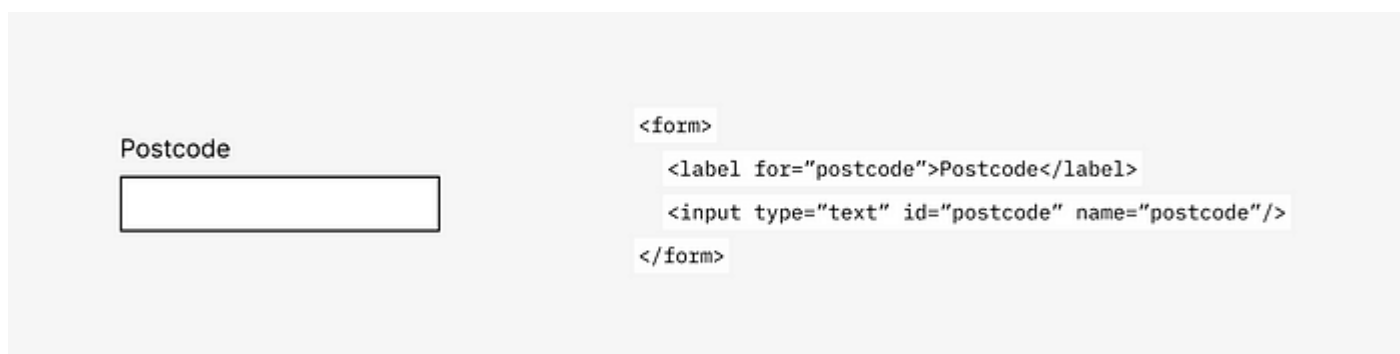 Postcode
<form>
<label for=”postcode”>Postcode</label>
<input type=”text” id=”postcode” name=”postcode”/>
</form>